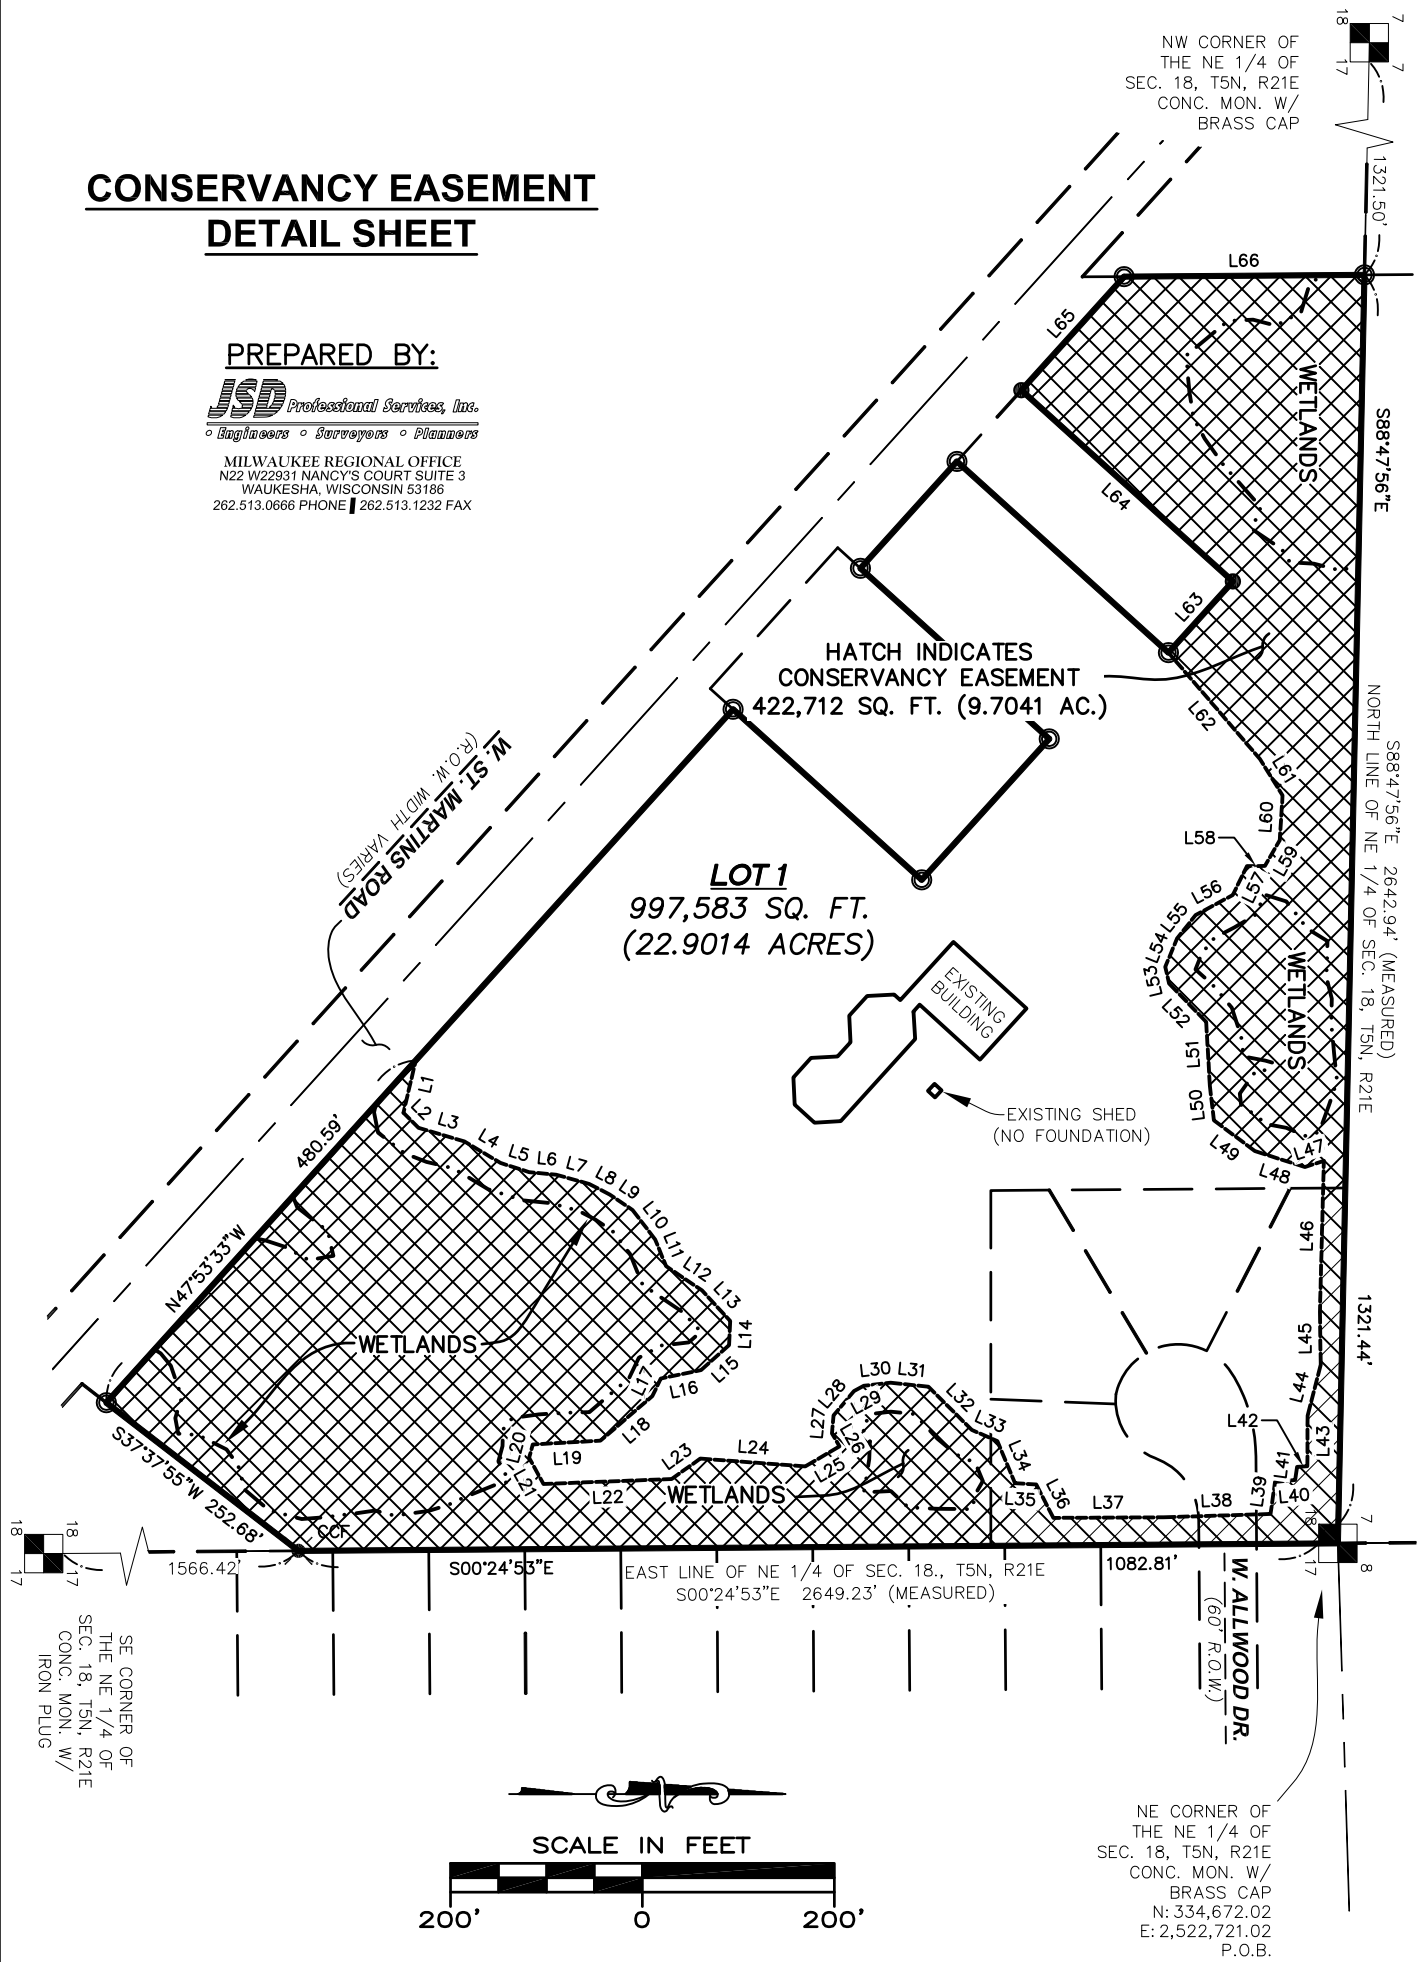 7
18
7
17
NW CORNER OF
THE NE 1/4 OF
SEC. 18, T5N, R21E
CONC. MON. W/
BRASS CAP
1321.50'
CONSERVANCY EASEMENT
DETAIL SHEET
PREPARED BY:
JSD Professional Services, Inc.
• Engineers • Surveyors • Planners
MILWAUKEE REGIONAL OFFICE
N22 W22931 NANCY'S COURT SUITE 3
WAUKESHA, WISCONSIN 53186
262.513.0666 PHONE | 262.513.1232 FAX
L66
L65
WETLANDS
S88°47'56"E
L64
L63
HATCH INDICATES
CONSERVANCY EASEMENT
422,712 SQ. FT. (9.7041 AC.)
L62
L61
L60
L58
L59
L57
L56
L55
L54
L53
L52
L51
L50
L49
L48
L47
WETLANDS
S88°47'56"E 2642.94' (MEASURED)
NORTH LINE OF NE 1/4 OF SEC. 18, T5N, R21E
W. ST. MARTINS ROAD
(R.O.W. WIDTH VARIES)
LOT 1
997,583 SQ. FT.
(22.9014 ACRES)
EXISTING
BUILDING
EXISTING SHED
(NO FOUNDATION)
L1
L2
L3
L4
L5
L6
L7
L8
L9
L10
L11
L12
L13
L14
L15
L16
L17
L18
L19
L20
L21
L22
L23
L24
L25
L26
L27
L28
L29
L30
L31
L32
L33
L34
L35
L36
L37
L38
L39
L40
L41
L42
L43
L44
L45
L46
1321.44'
480.59'
N47°53'33"W
WETLANDS
WETLANDS
S37°37'55"W 252.68'
CCF
18
18
17
17
1566.42'
S00°24'53"E
EAST LINE OF NE 1/4 OF SEC. 18., T5N, R21E
S00°24'53"E 2649.23' (MEASURED)
1082.81'
18
7
17
8
W. ALLWOOD DR.
(60' R.O.W.)
SE CORNER OF
THE NE 1/4 OF
SEC. 18, T5N, R21E
CONC. MON. W/
IRON PLUG
SCALE IN FEET
200' 0 200'
NE CORNER OF
THE NE 1/4 OF
SEC. 18, T5N, R21E
CONC. MON. W/
BRASS CAP
N: 334,672.02
E: 2,522,721.02
P.O.B.